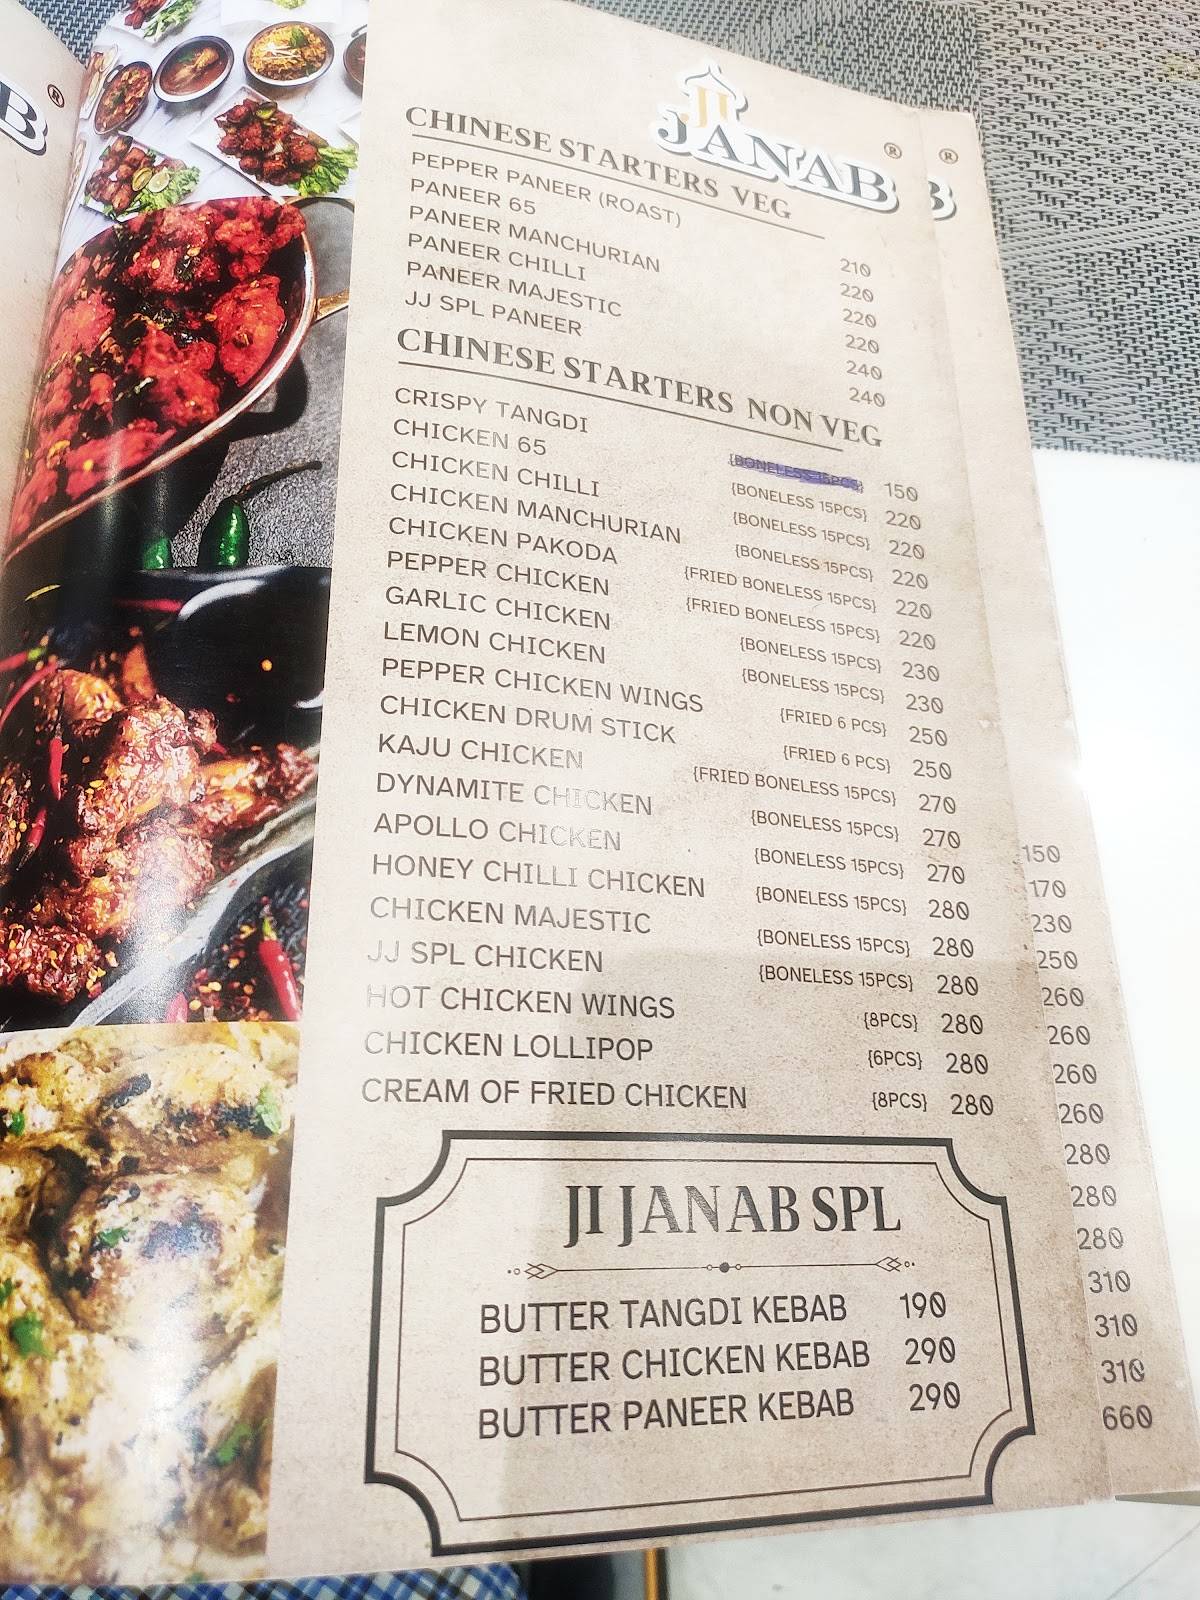 JI
JANAB ®
CHINESE STARTERS VEG
PEPPER PANEER (ROAST) 210
PANEER 65 220
PANEER MANCHURIAN 220
PANEER CHILLI 220
PANEER MAJESTIC 240
JJ SPL PANEER 240
CHINESE STARTERS NON VEG
CRISPY TANGDI {BONELESS 15PCS} 150
CHICKEN 65 {BONELESS 15PCS} 220
CHICKEN CHILLI {BONELESS 15PCS} 220
CHICKEN MANCHURIAN {BONELESS 15PCS} 220
CHICKEN PAKODA {FRIED BONELESS 15PCS} 220
PEPPER CHICKEN {FRIED BONELESS 15PCS} 220
GARLIC CHICKEN {BONELESS 15PCS} 230
LEMON CHICKEN {BONELESS 15PCS} 230
PEPPER CHICKEN WINGS {FRIED 6 PCS} 250
CHICKEN DRUM STICK {FRIED 6 PCS} 250
KAJU CHICKEN {FRIED BONELESS 15PCS} 270
DYNAMITE CHICKEN {BONELESS 15PCS} 270
APOLLO CHICKEN {BONELESS 15PCS} 270
HONEY CHILLI CHICKEN {BONELESS 15PCS} 280
CHICKEN MAJESTIC {BONELESS 15PCS} 280
JJ SPL CHICKEN {BONELESS 15PCS} 280
HOT CHICKEN WINGS {8PCS} 280
CHICKEN LOLLIPOP {6PCS} 280
CREAM OF FRIED CHICKEN {8PCS} 280
JI JANAB SPL
BUTTER TANGDI KEBAB 190
BUTTER CHICKEN KEBAB 290
BUTTER PANEER KEBAB 290
B ®
B ®
150
170
230
250
260
260
260
260
280
280
280
310
310
310
660